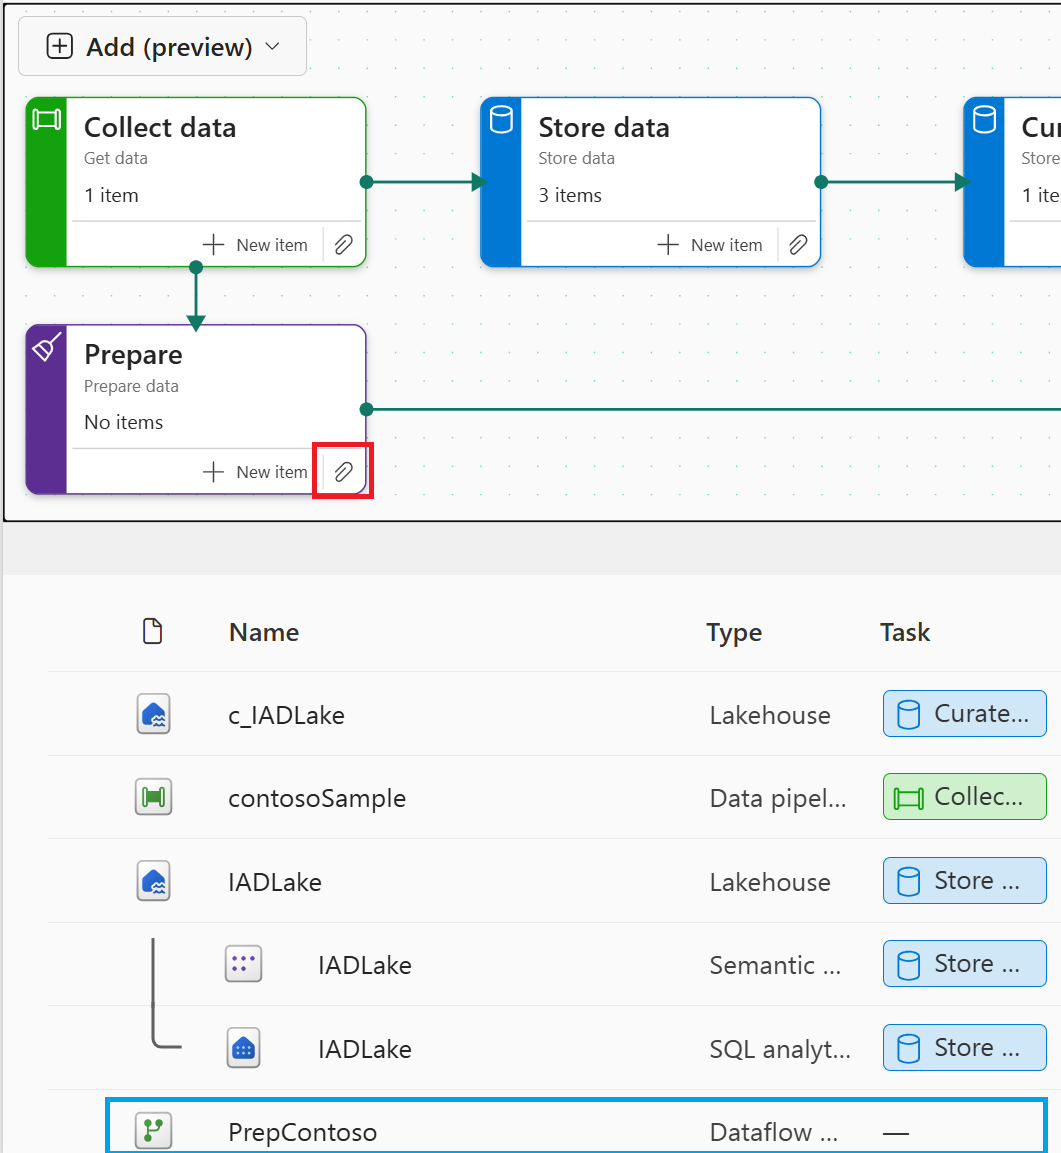 Add (preview)
Collect data
Get data
1 item
New item
Store data
Store data
3 items
New item
Cur
Store
1 ite
Prepare
Prepare data
No items
New item
Name Type Task
c_IADLake Lakehouse Curate...
contosoSample Data pipel... Collec...
IADLake Lakehouse Store ...
IADLake Semantic ... Store ...
IADLake SQL analyt... Store ...
PrepContoso Dataflow ... —